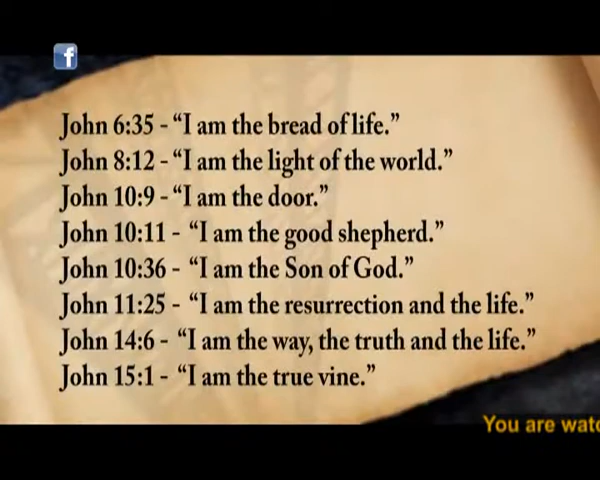 f
John 6:35 - “I am the bread of life.”
John 8:12 - “I am the light of the world.”
John 10:9 - “I am the door.”
John 10:11 - “I am the good shepherd.”
John 10:36 - “I am the Son of God.”
John 11:25 - “I am the resurrection and the life.”
John 14:6 - “I am the way, the truth and the life.”
John 15:1 - “I am the true vine.”
You are